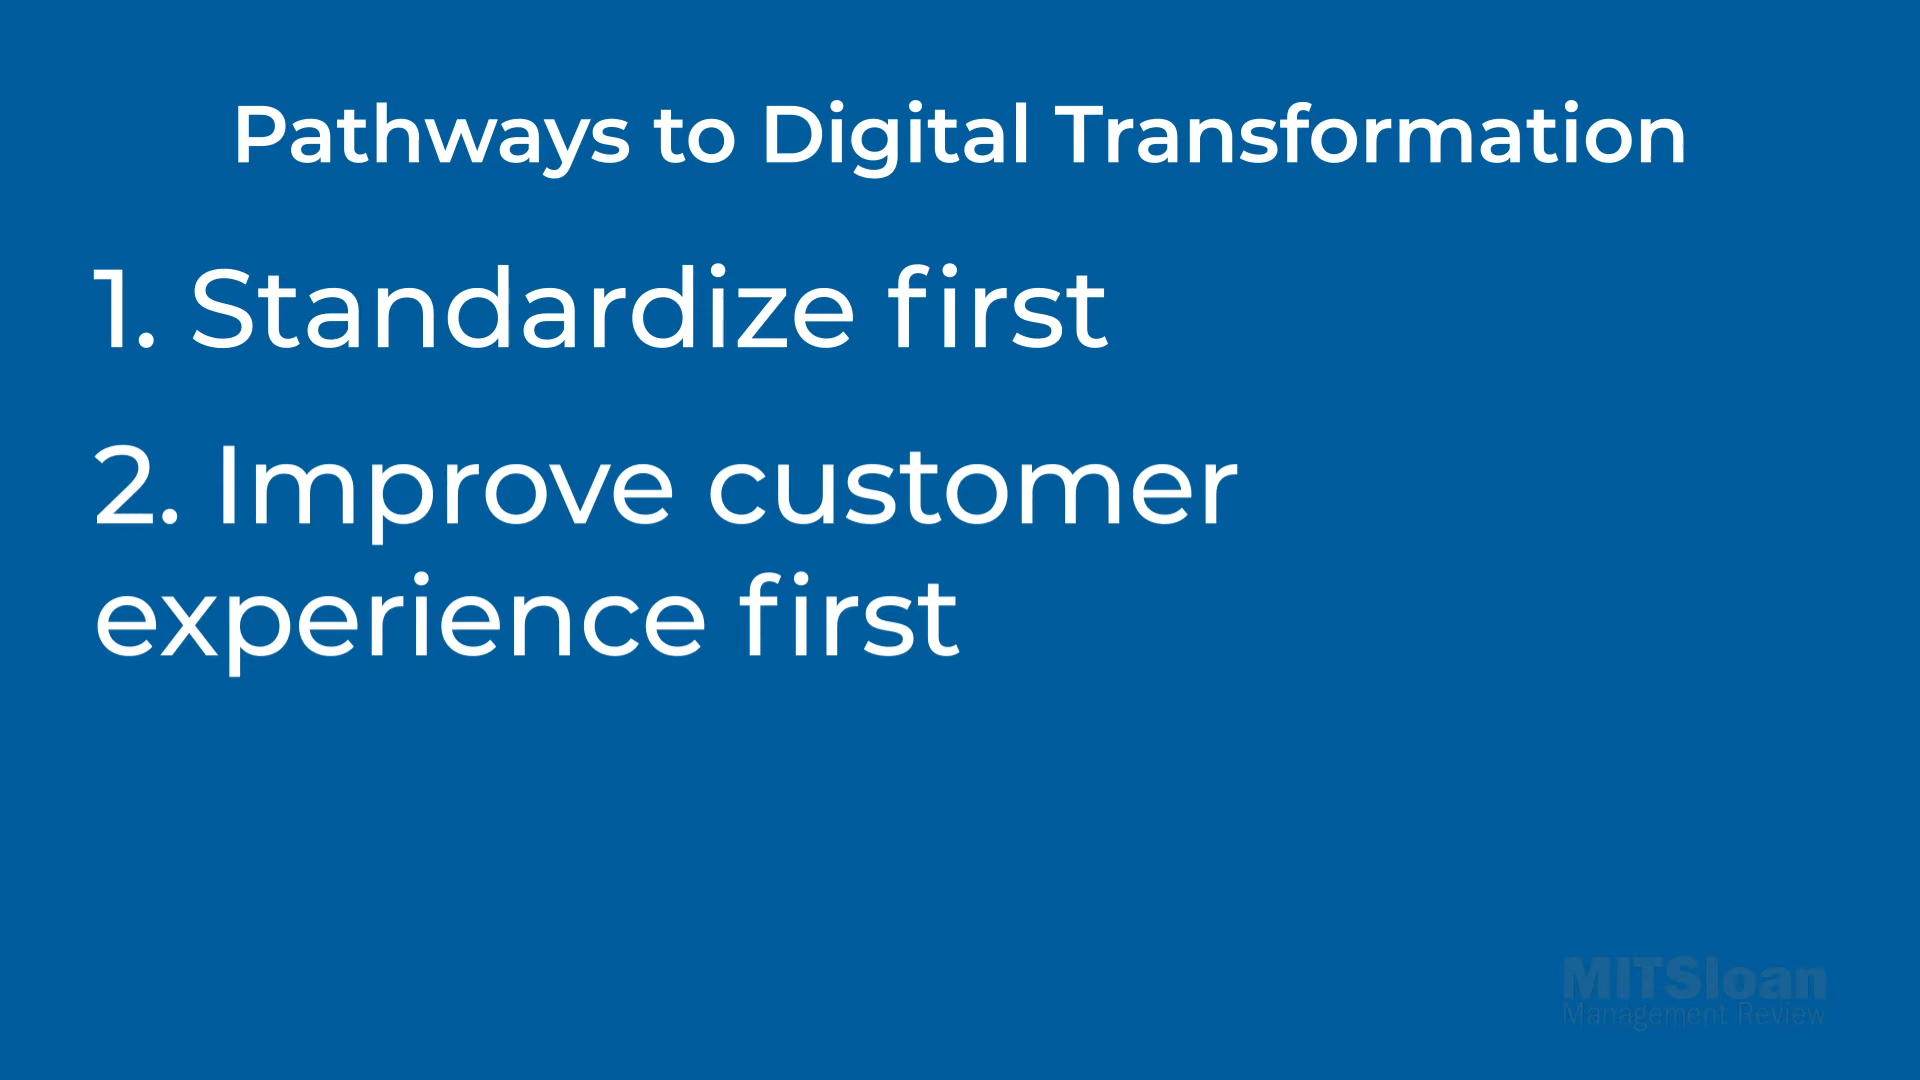 Pathways to Digital Transformation
1. Standardize first
2. Improve customer
experience first
MITSloan
Management Review